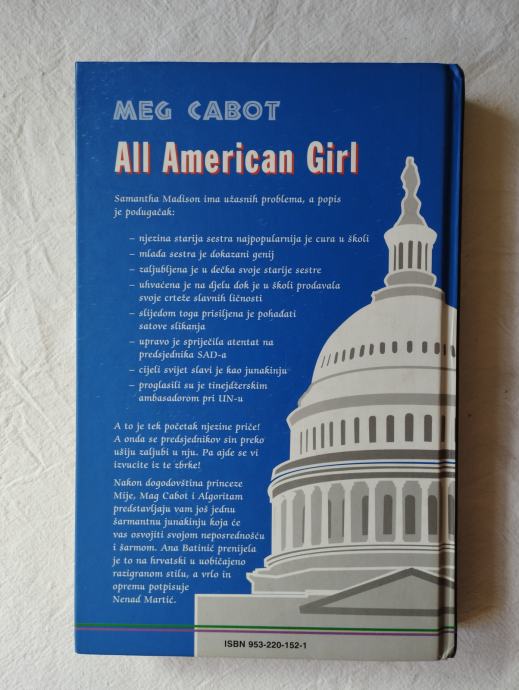 MEG CABOT
All American Girl
Samantha Madison ima užasnih problema, a popis
je podugačak:
– njezina starija sestra najpopularnija je cura u školi
– mlađa sestra je dokazani genij
– zaljubljena je u dečka svoje starije sestre
– uhvaćena je na djelu dok je u školi prodavala
svoje crteže slavnih ličnosti
– slijedom toga prisiljena je pohađati
satove slikanja
– upravo je spriječila atentat na
predsjednika SAD-a
– cijeli svijet slavi je kao junakinju
– proglasili su je tinejdžerskim
ambasadorom pri UN-u
A to je tek početak njezine priče!
A onda se predsjednikov sin preko
ušiju zaljubi u nju. Pa ajde se vi
izvucite iz te zbrke!
Nakon dogodovština princeze
Mije, Mag Cabot i Algoritam
predstavljaju vam još jednu
šarmantnu junakinju koja će
vas osvojiti svojom neposrednošću
i šarmom. Ana Batinić prenijela
je to na hrvatski u uobičajeno
razigranom stilu, a vrlo in
opremu potpisuje
Nenad Martić.
ISBN 953-220-152-1